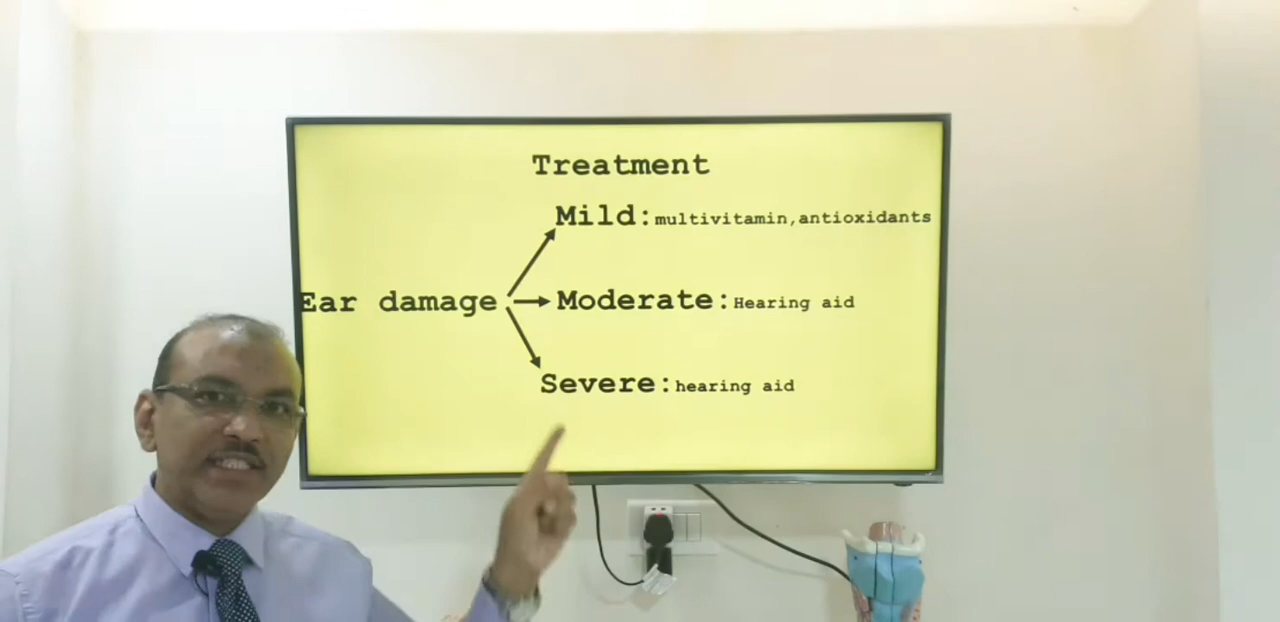 Treatment
Mild:multivitamin,antioxidants
Ear damage
Moderate:Hearing aid
Severe:hearing aid